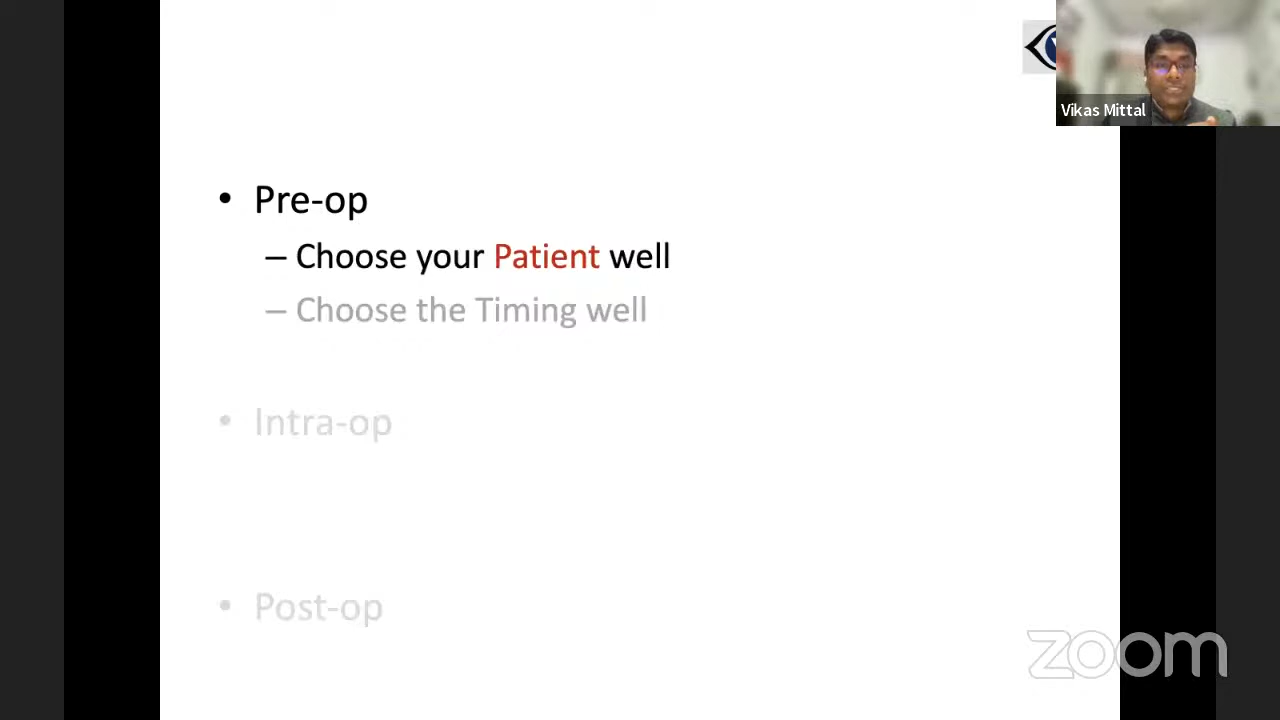 Vikas Mittal
• Pre-op
– Choose your Patient well
– Choose the Timing well
• Intra-op
• Post-op
zoom